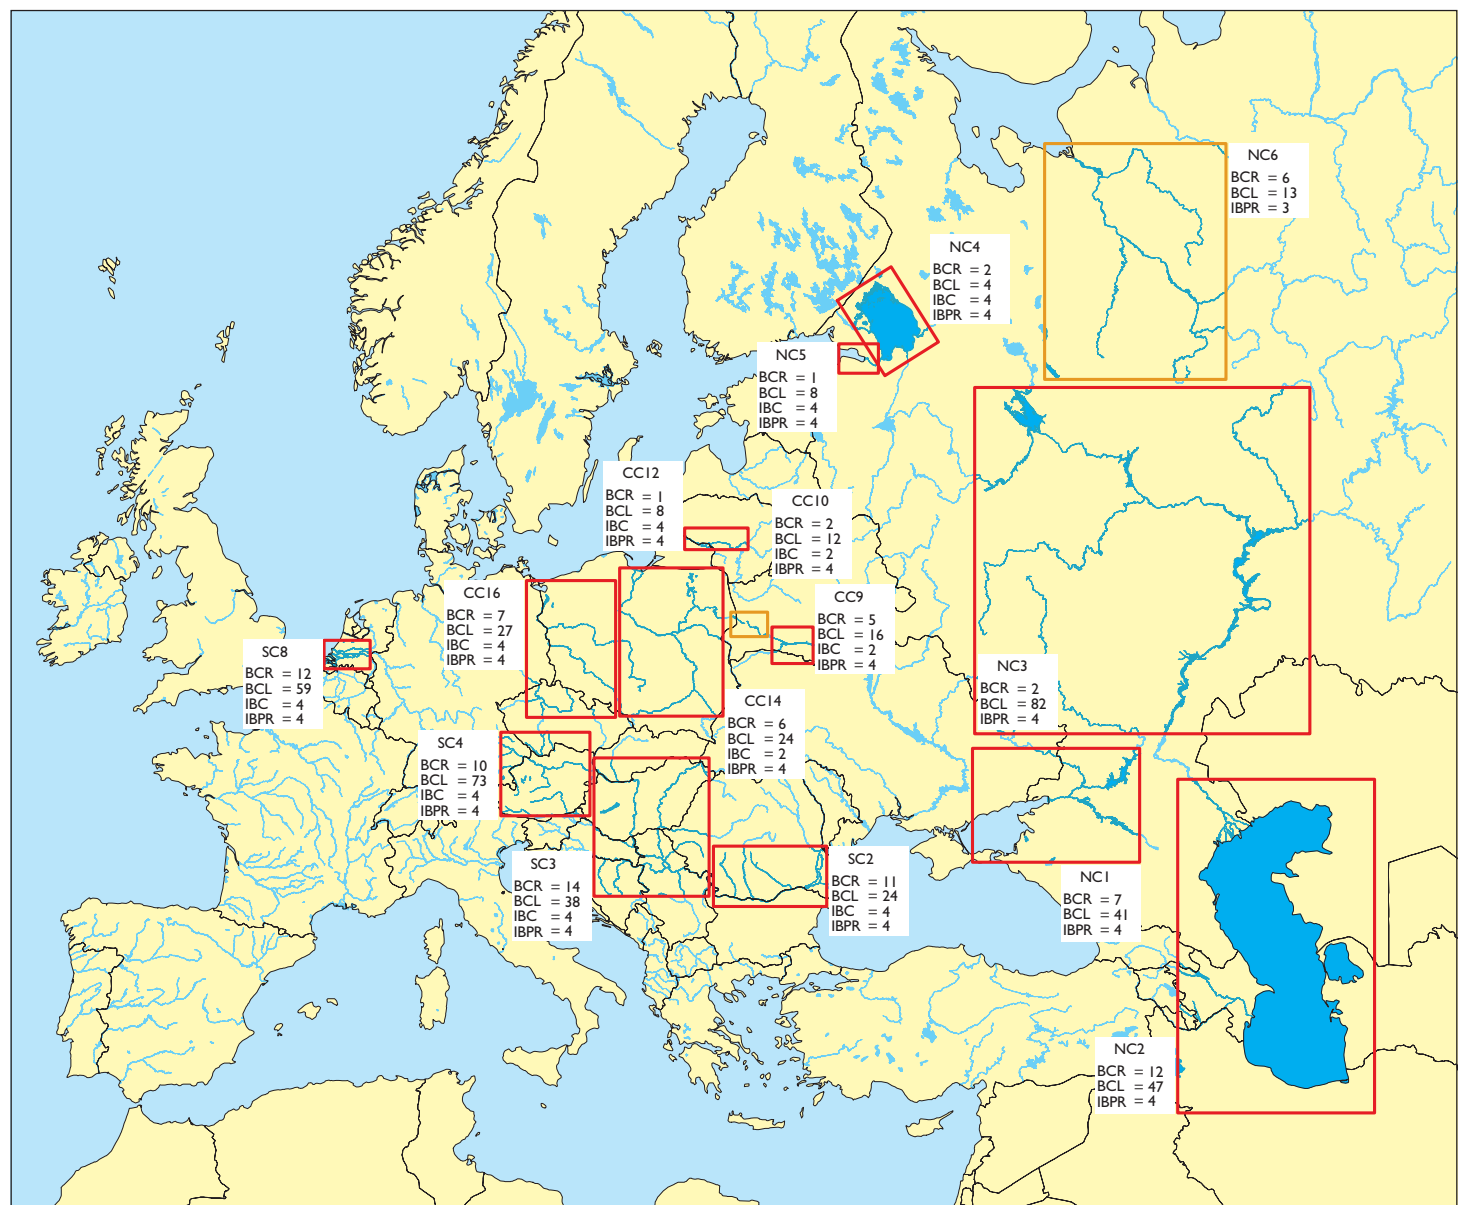 NC6
BCR = 6
BCL = 13
IBPR = 3
NC4
BCR = 2
BCL = 4
IBC = 4
IBPR = 4
NC5
BCR = 1
BCL = 8
IBC = 4
IBPR = 4
CC12
BCR = 1
BCL = 8
IBC = 4
IBPR = 4
CC10
BCR = 2
BCL = 12
IBC = 2
IBPR = 4
CC16
BCR = 7
BCL = 27
IBC = 4
IBPR = 4
CC9
BCR = 5
BCL = 16
IBC = 2
IBPR = 4
SC8
BCR = 12
BCL = 59
IBC = 4
IBPR = 4
NC3
BCR = 2
BCL = 82
IBPR = 4
CC14
BCR = 6
BCL = 24
IBC = 2
IBPR = 4
SC4
BCR = 10
BCL = 73
IBC = 4
IBPR = 4
SC3
BCR = 14
BCL = 38
IBC = 4
IBPR = 4
SC2
BCR = 11
BCL = 24
IBC = 4
IBPR = 4
NC1
BCR = 7
BCL = 41
IBPR = 4
NC2
BCR = 12
BCL = 47
IBPR = 4